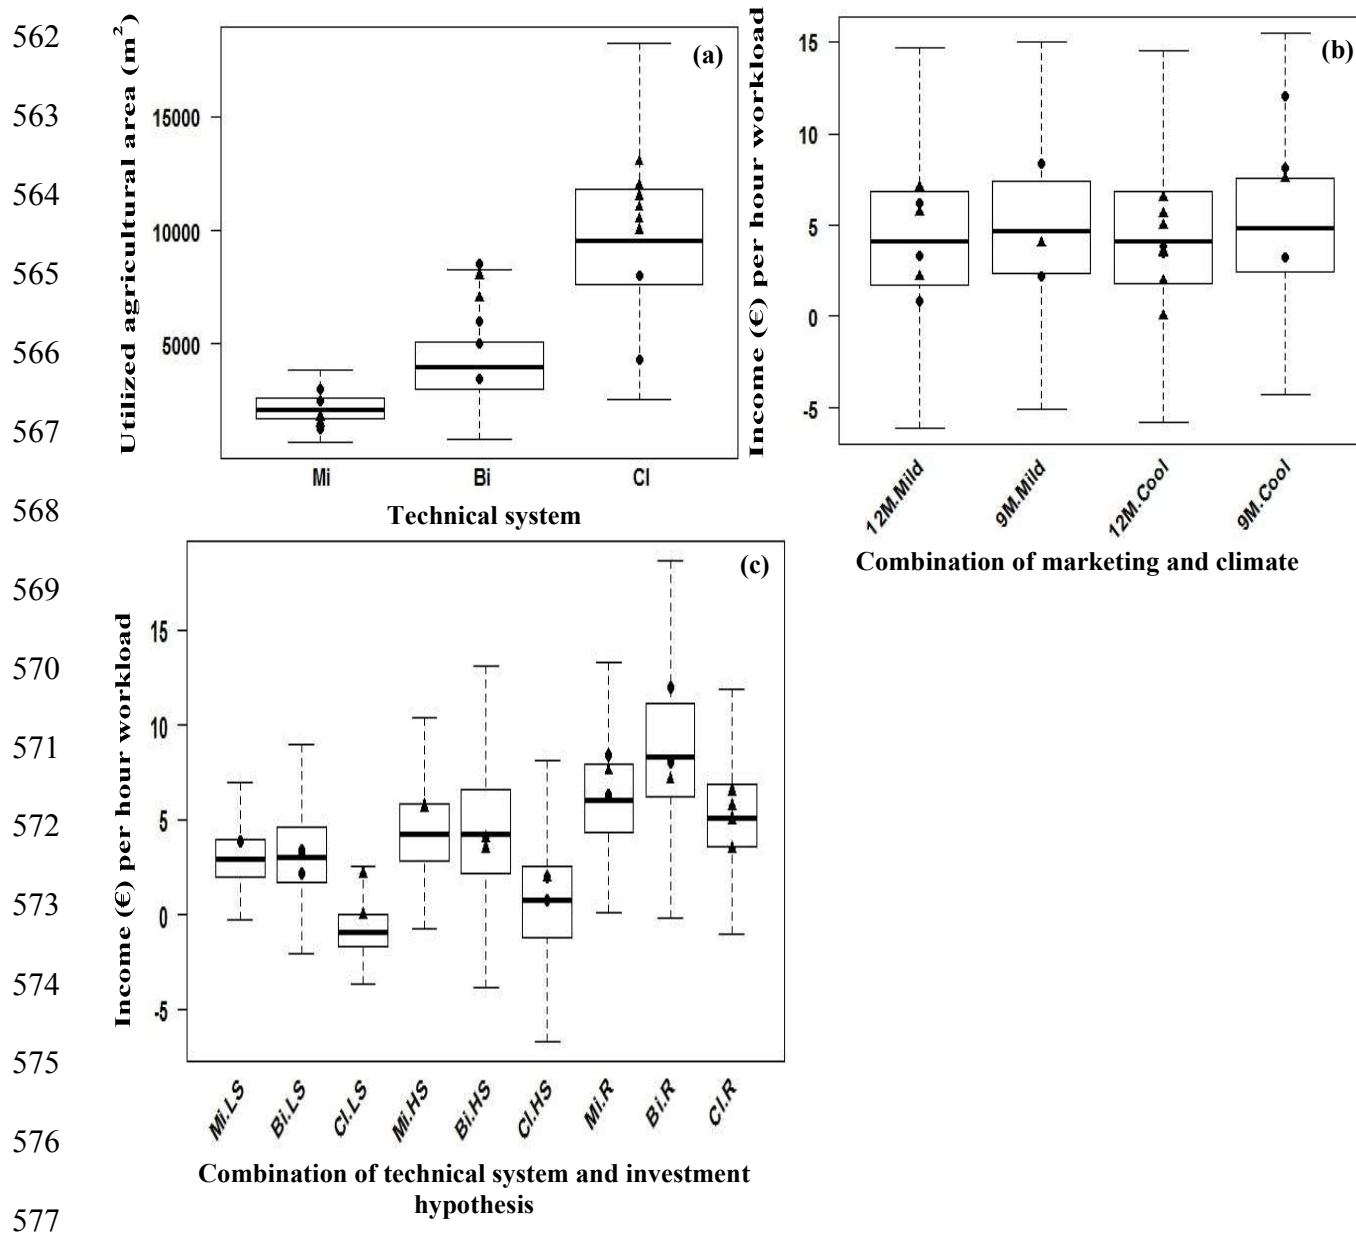 562
563
564
565
566
567
568
569
570
571
572
573
574
575
576
577
(a)
Utilized agricultural area (m²)
15000
10000
5000
Mi Bi Cl
Technical system
(b)
Income (€) per hour workload
15
10
5
0
-5
12M.Mild 9M.Mild 12M.Cool 9M.Cool
Combination of marketing and climate
(c)
Income (€) per hour workload
15
10
5
0
-5
Mi.LS Bi.LS Cl.LS Mi.HS Bi.HS Cl.HS Mi.R Bi.R Cl.R
Combination of technical system and investment
hypothesis